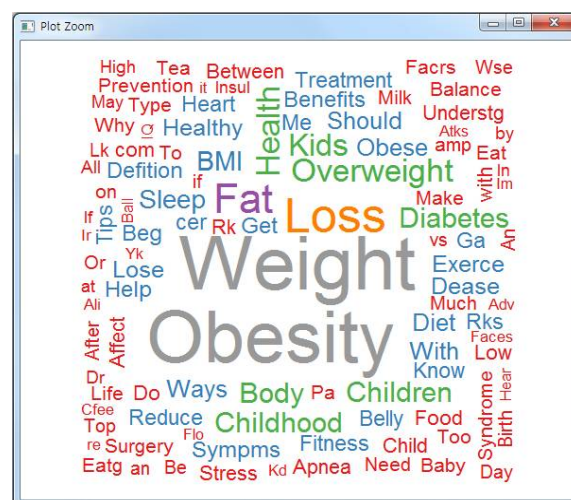 Plot Zoom
High Tea Between Facrs Wse
Prevention it Insul Treatment Balance
May Type Heart Health Benefits Milk
Why Healthy Me Should Understg
Atks by
Lk com To BMI Kids Obese amp Eat
All Defition if Overweight with In
Im
on Sleep Fat Loss Make
If Tips Ball Diabetes
Ir Beg cer Rk Get vs Ga An
Yk
Or Lose Weight Exerce
at Help Dease
Ali Much Adv
After Affect Obesity Diet Rks
Faces
With Low
Dr Know
Life Do Ways Body Pa Children Syndrome Hear
Cfee
Top Reduce Childhood Belly Food Birth
re Surgery Flo Sympms Fitness Child Too
Eatg an Be Stress Kd Apnea Need Baby Day